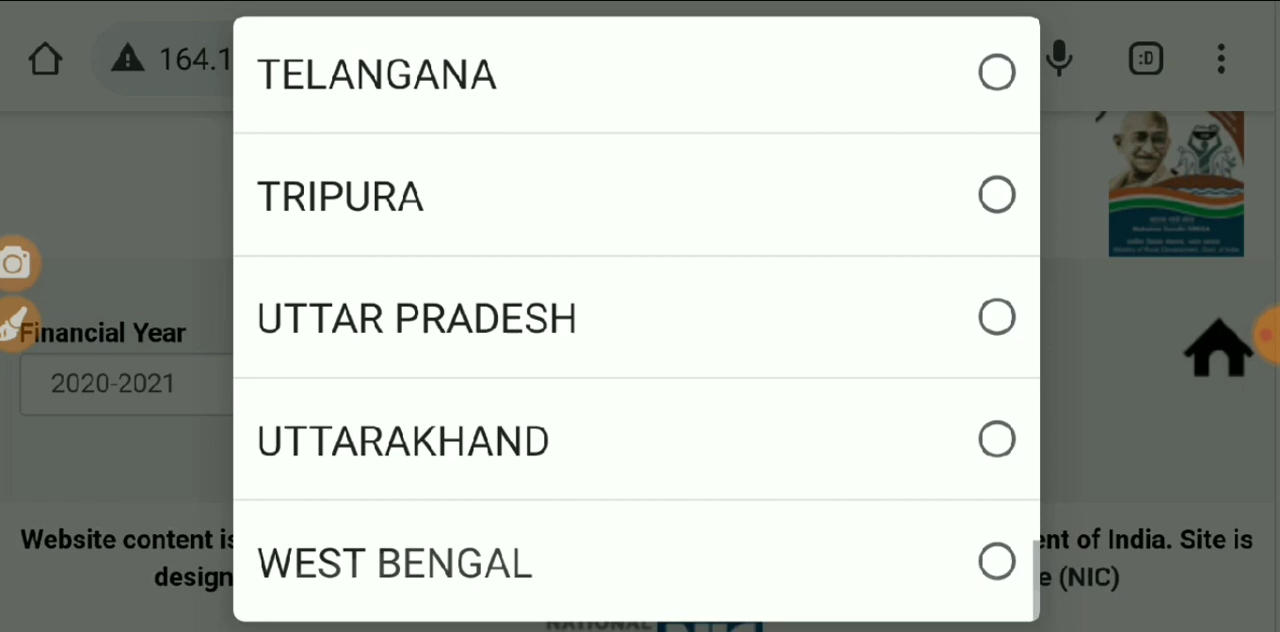 164.1
:D
TELANGANA
TRIPURA
UTTAR PRADESH
UTTARAKHAND
WEST BENGAL
Financial Year
2020-2021
Website content is
ent of India. Site is
design
e (NIC)
NATIONAL